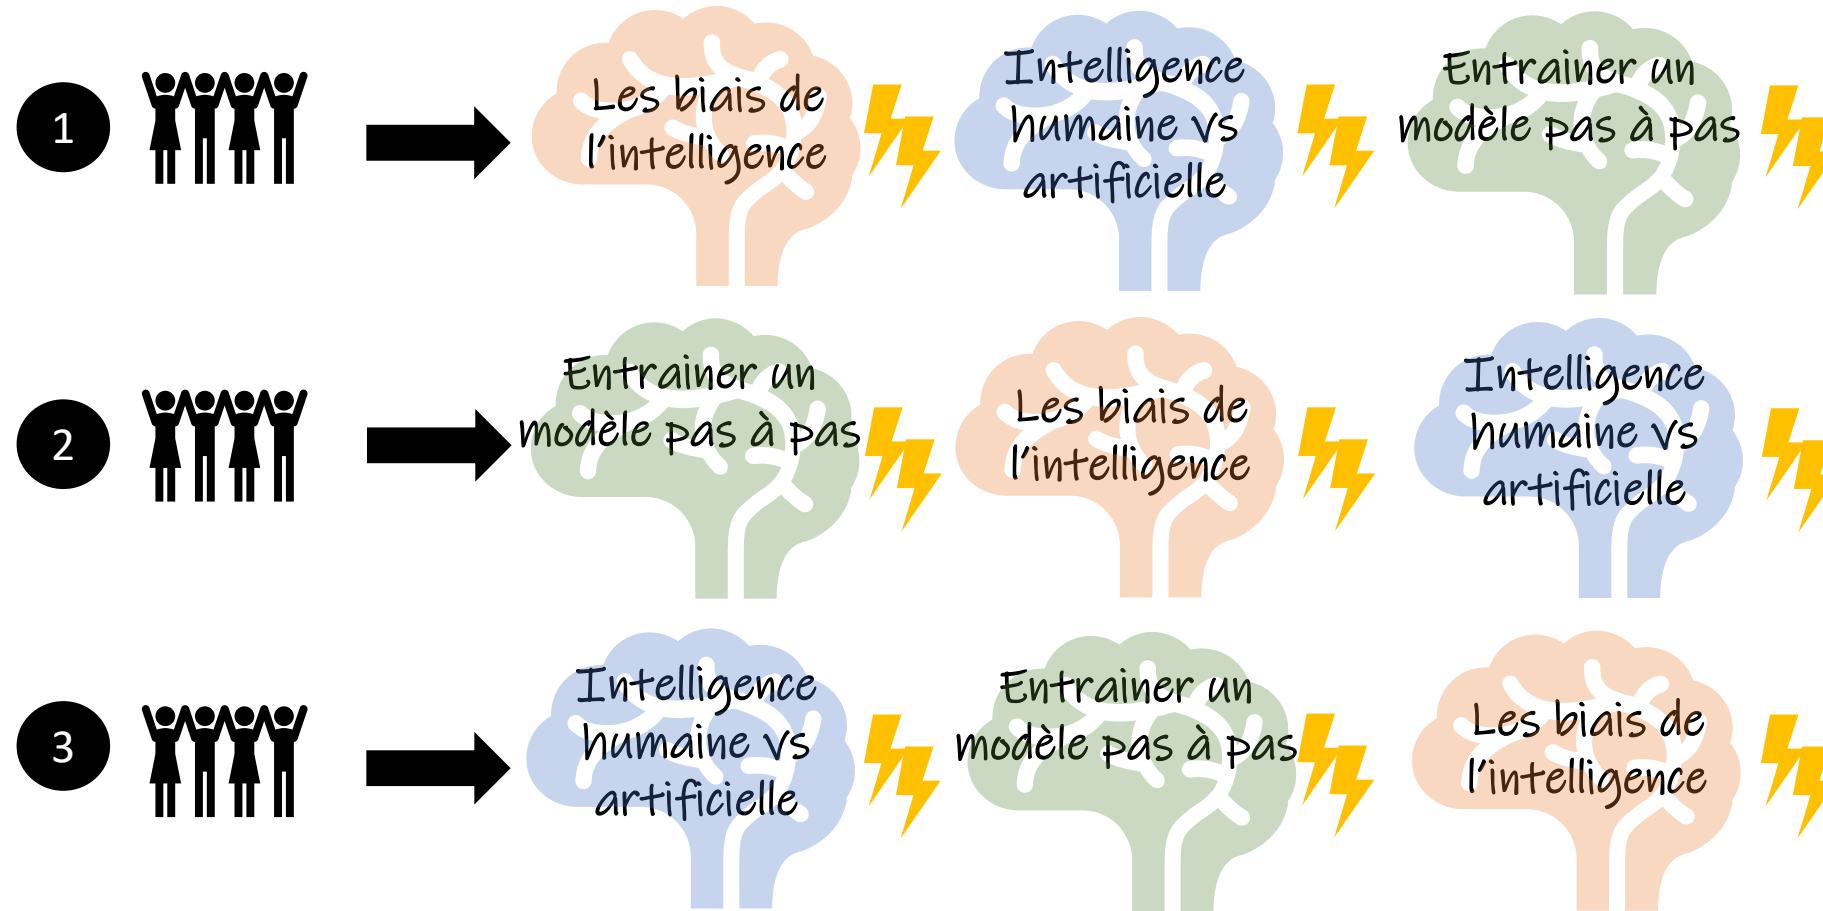 1
Les biais de
l'intelligence
Intelligence
humaine vs
artificielle
Entrainer un
modèle pas à pas
2
Entrainer un
modèle pas à pas
Les biais de
l'intelligence
Intelligence
humaine vs
artificielle
3
Intelligence
humaine vs
artificielle
Entrainer un
modèle pas à pas
Les biais de
l'intelligence